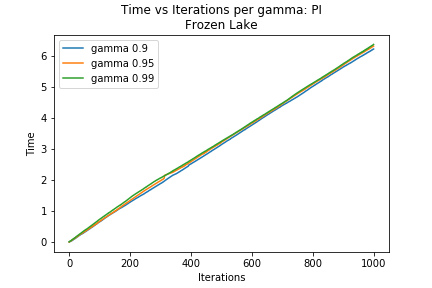 Time vs Iterations per gamma: PI
Frozen Lake
gamma 0.9
gamma 0.95
gamma 0.99
Time
6
5
4
3
2
1
0
0 200 400 600 800 1000
Iterations